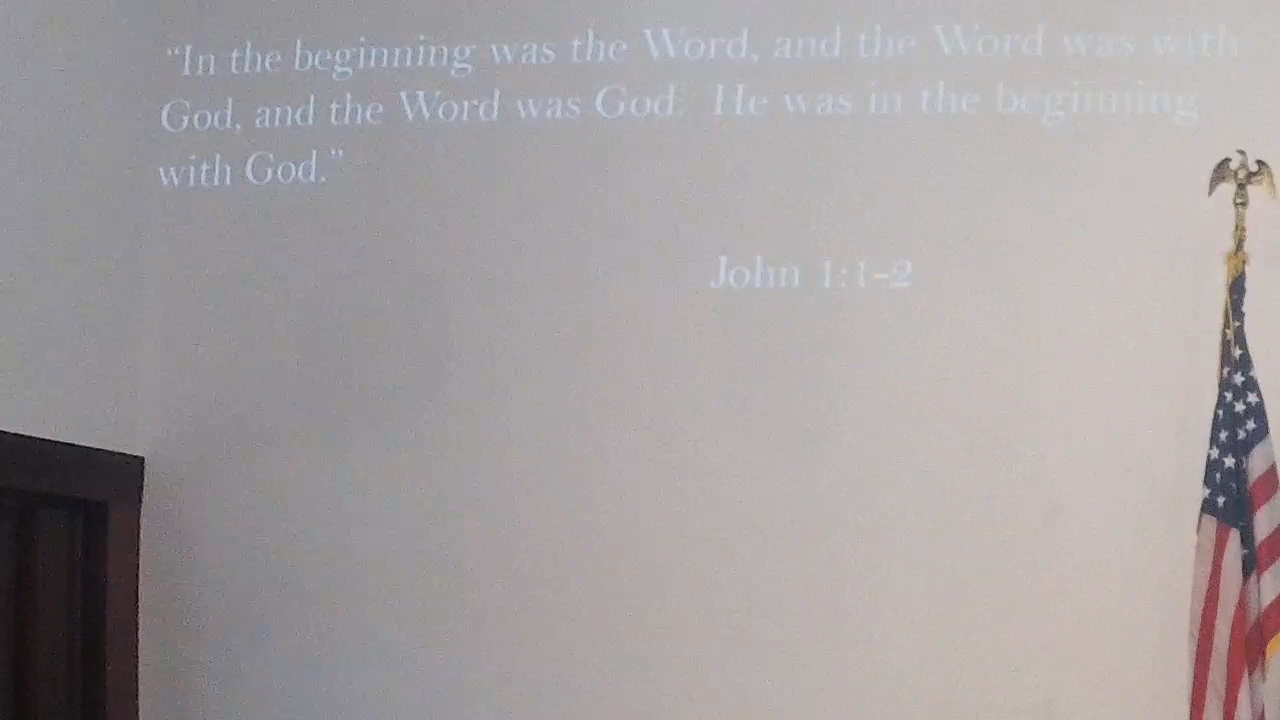 “In the beginning was the Word, and the Word was with
God, and the Word was God. He was in the beginning
with God.”
John 1:1-2